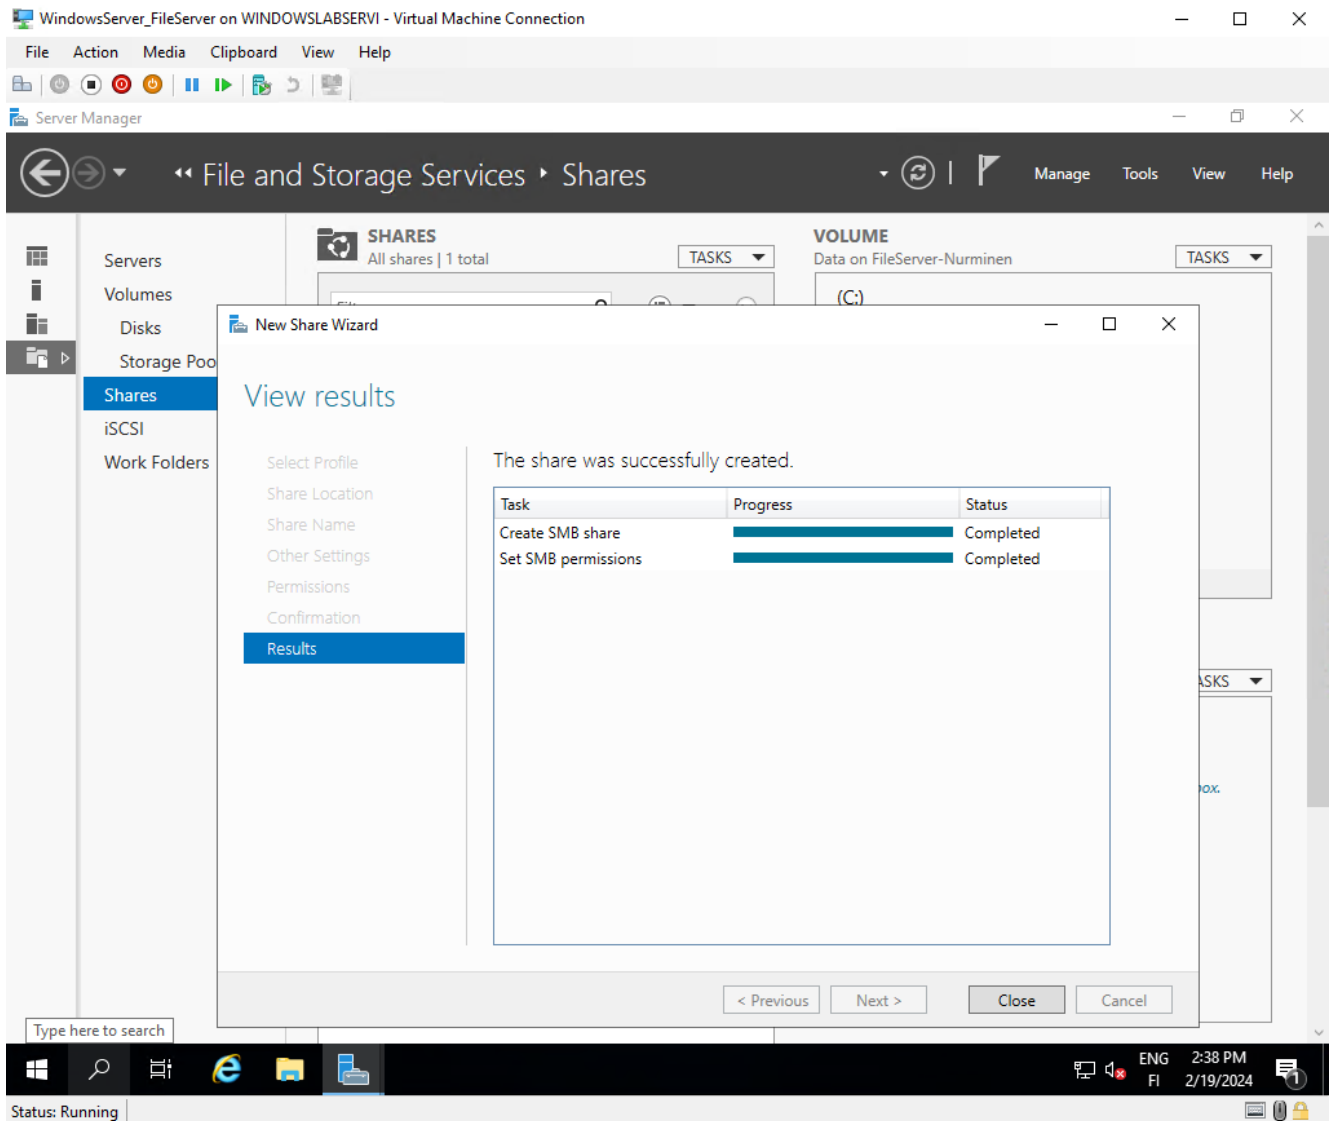 WindowsServer_FileServer on WINDOWSLABSERVI - Virtual Machine Connection
File Action Media Clipboard View Help
Server Manager
File and Storage Services Shares
Manage Tools View Help
Servers
Volumes
Disks
Storage Poo
Shares
iSCSI
Work Folders
SHARES
All shares | 1 total
TASKS
VOLUME
Data on FileServer-Nurminen
TASKS
(C:)
New Share Wizard
View results
Select Profile
Share Location
Share Name
Other Settings
Permissions
Confirmation
Results
The share was successfully created.
Task Progress Status
Create SMB share Completed
Set SMB permissions Completed
ASKS
ox.
< Previous Next > Close Cancel
Type here to search
ENG
FI
2:38 PM
2/19/2024
1
Status: Running